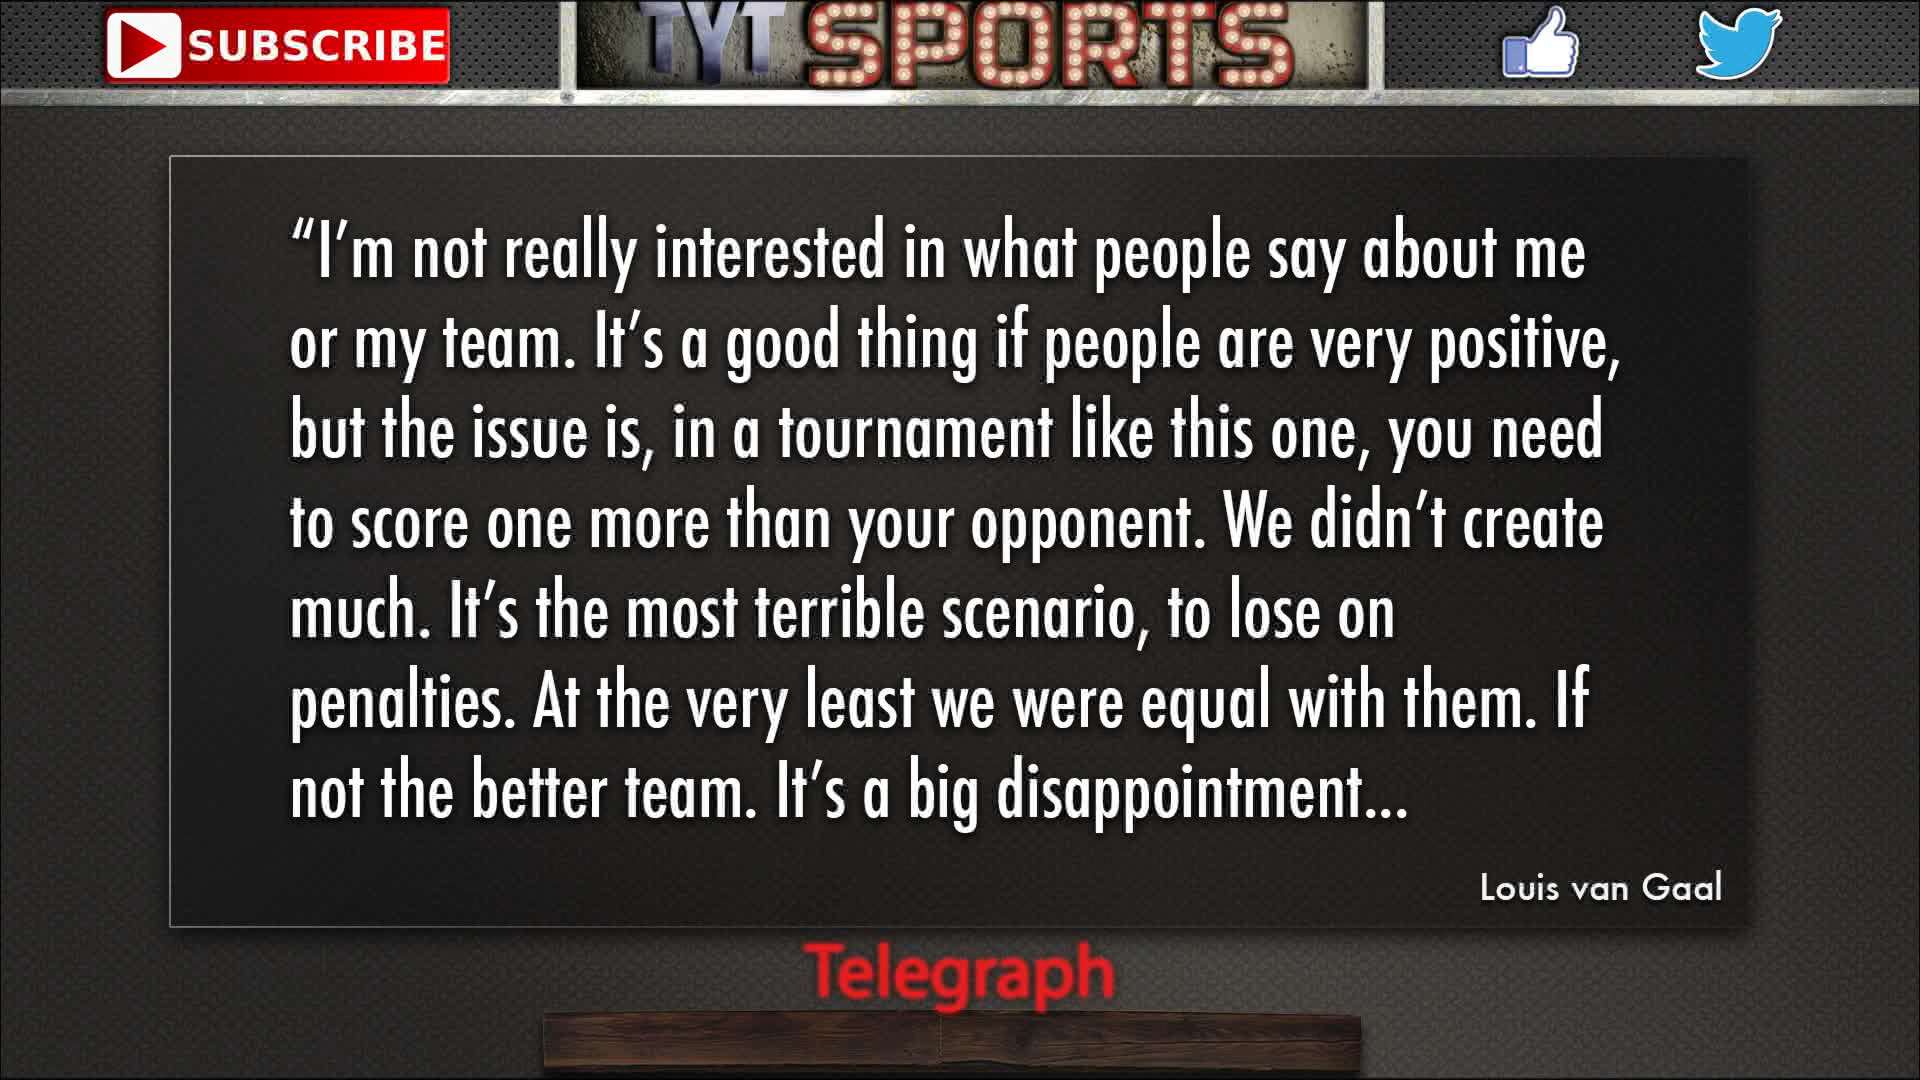 SUBSCRIBE
TYT SPORTS
“I’m not really interested in what people say about me
or my team. It’s a good thing if people are very positive,
but the issue is, in a tournament like this one, you need
to score one more than your opponent. We didn’t create
much. It’s the most terrible scenario, to lose on
penalties. At the very least we were equal with them. If
not the better team. It’s a big disappointment...
Louis van Gaal
Telegraph